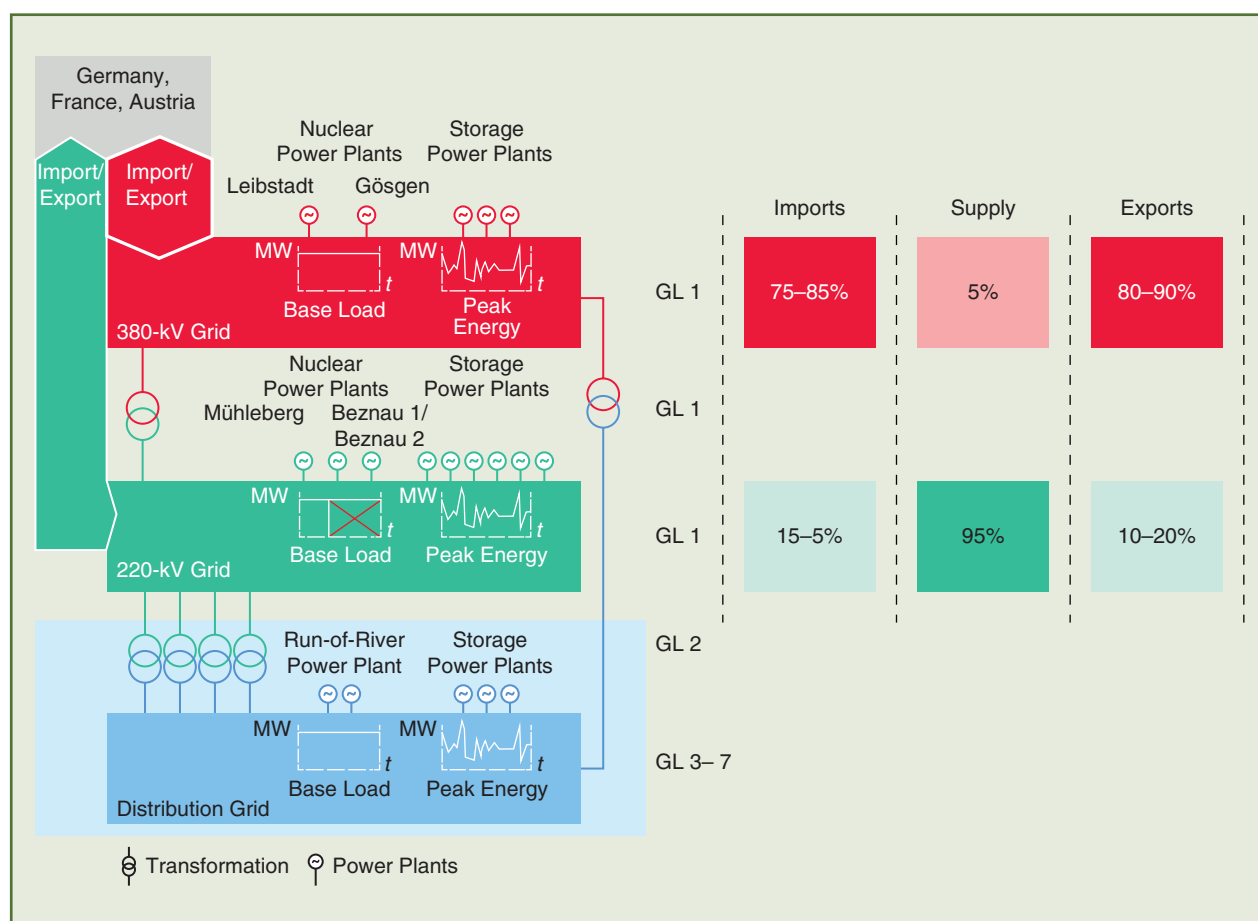 Germany,
France, Austria
Import/
Export
Import/
Export
Nuclear
Power Plants
Storage
Power Plants
Leibstadt
Gösgen
MW
t
Base Load
MW
t
Peak
Energy
380-kV Grid
Nuclear
Power Plants
Storage
Power Plants
Mühleberg
Beznau 1/
Beznau 2
MW
t
Base Load
MW
t
Peak Energy
220-kV Grid
Run-of-River
Power Plant
Storage
Power Plants
MW
t
Base Load
MW
t
Peak Energy
Distribution Grid
Transformation
Power Plants
Imports
Supply
Exports
GL 1
75–85%
5%
80–90%
GL 1
GL 1
15–5%
95%
10–20%
GL 2
GL 3– 7